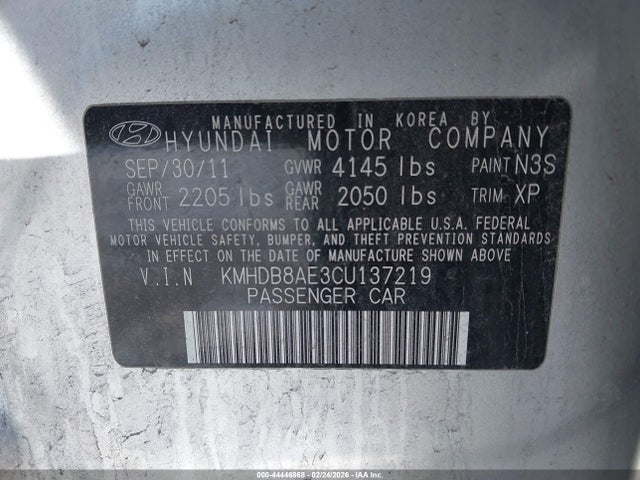 MANUFACTURED IN KOREA BY
HYUNDAI MOTOR COMPANY
SEP/30/11 GVWR 4145 lbs PAINT N3S
GAWR FRONT 2205 lbs GAWR REAR 2050 lbs TRIM XP
THIS VEHICLE CONFORMS TO ALL APPLICABLE U.S.A. FEDERAL
MOTOR VEHICLE SAFETY, BUMPER, AND THEFT PREVENTION STANDARDS
IN EFFECT ON THE DATE OF MANUFACTURE SHOWN ABOVE
V.I.N KMHDB8AE3CU137219
PASSENGER CAR
000-44446868 - 02/24/2026 - COPYRIGHT IAA, LLC.